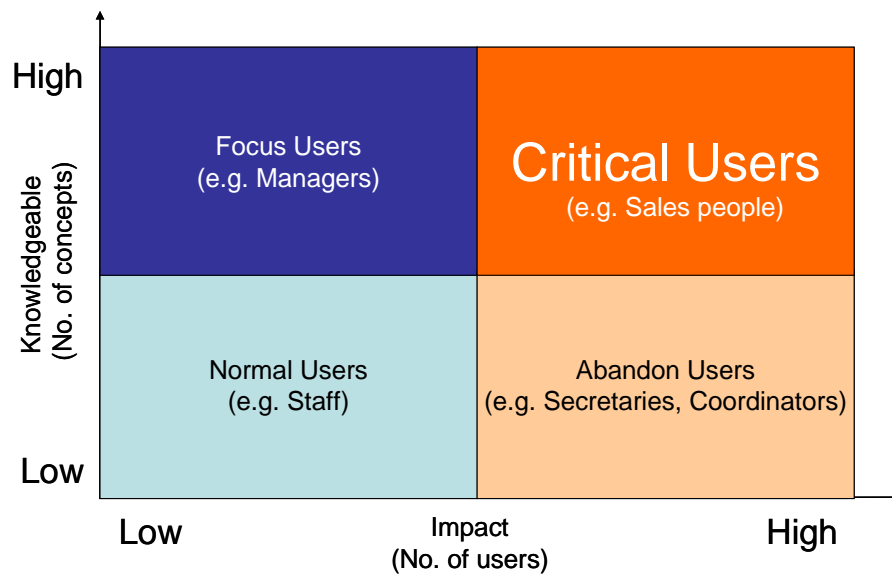 High
Focus Users
(e.g. Managers)
Critical Users
(e.g. Sales people)
Knowledgeable
(No. of concepts)
Normal Users
(e.g. Staff)
Abandon Users
(e.g. Secretaries, Coordinators)
Low
Low
Impact
(No. of users)
High